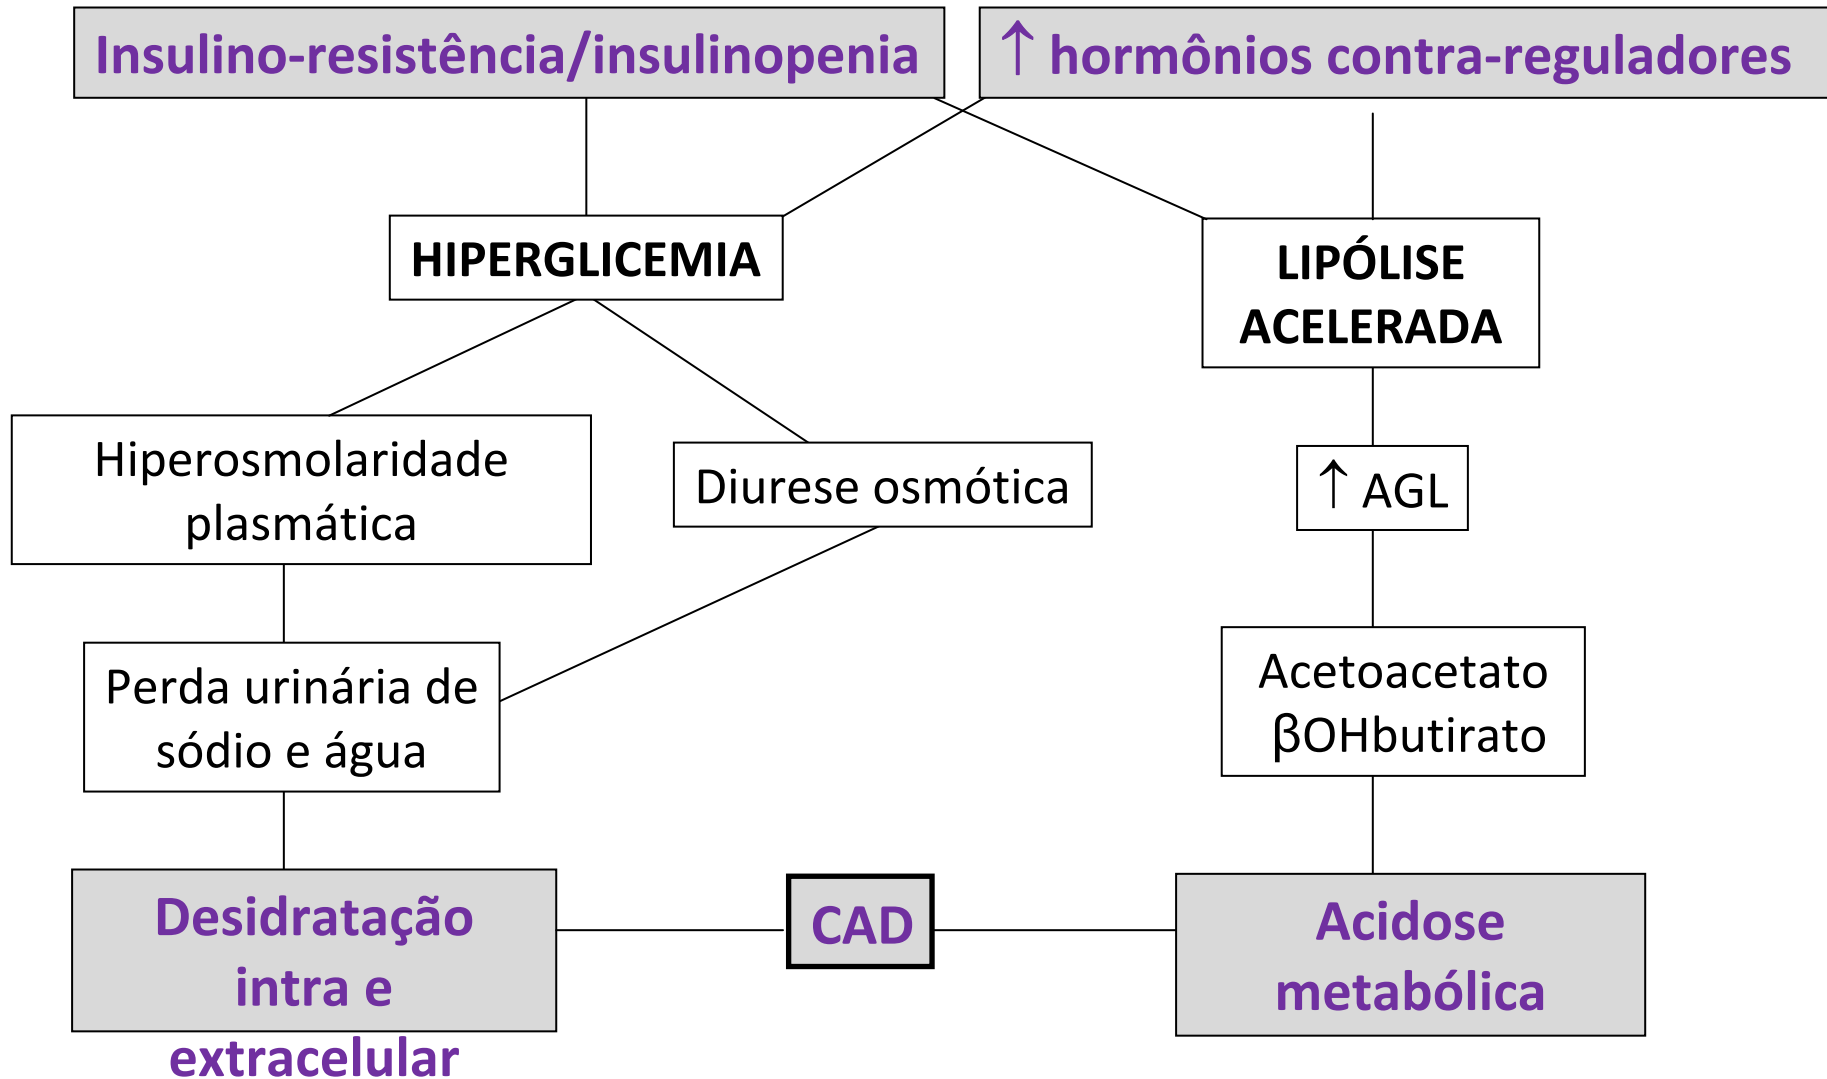 Insulino-resistência/insulinopenia
↑ hormônios contra-reguladores
HIPERGLICEMIA
LIPÓLISE
ACELERADA
Hiperosmolaridade
plasmática
Diurese osmótica
↑ AGL
Perda urinária de
sódio e água
Acetoacetato
βOHbutirato
Desidratação
intra e
extracelular
CAD
Acidose
metabólica